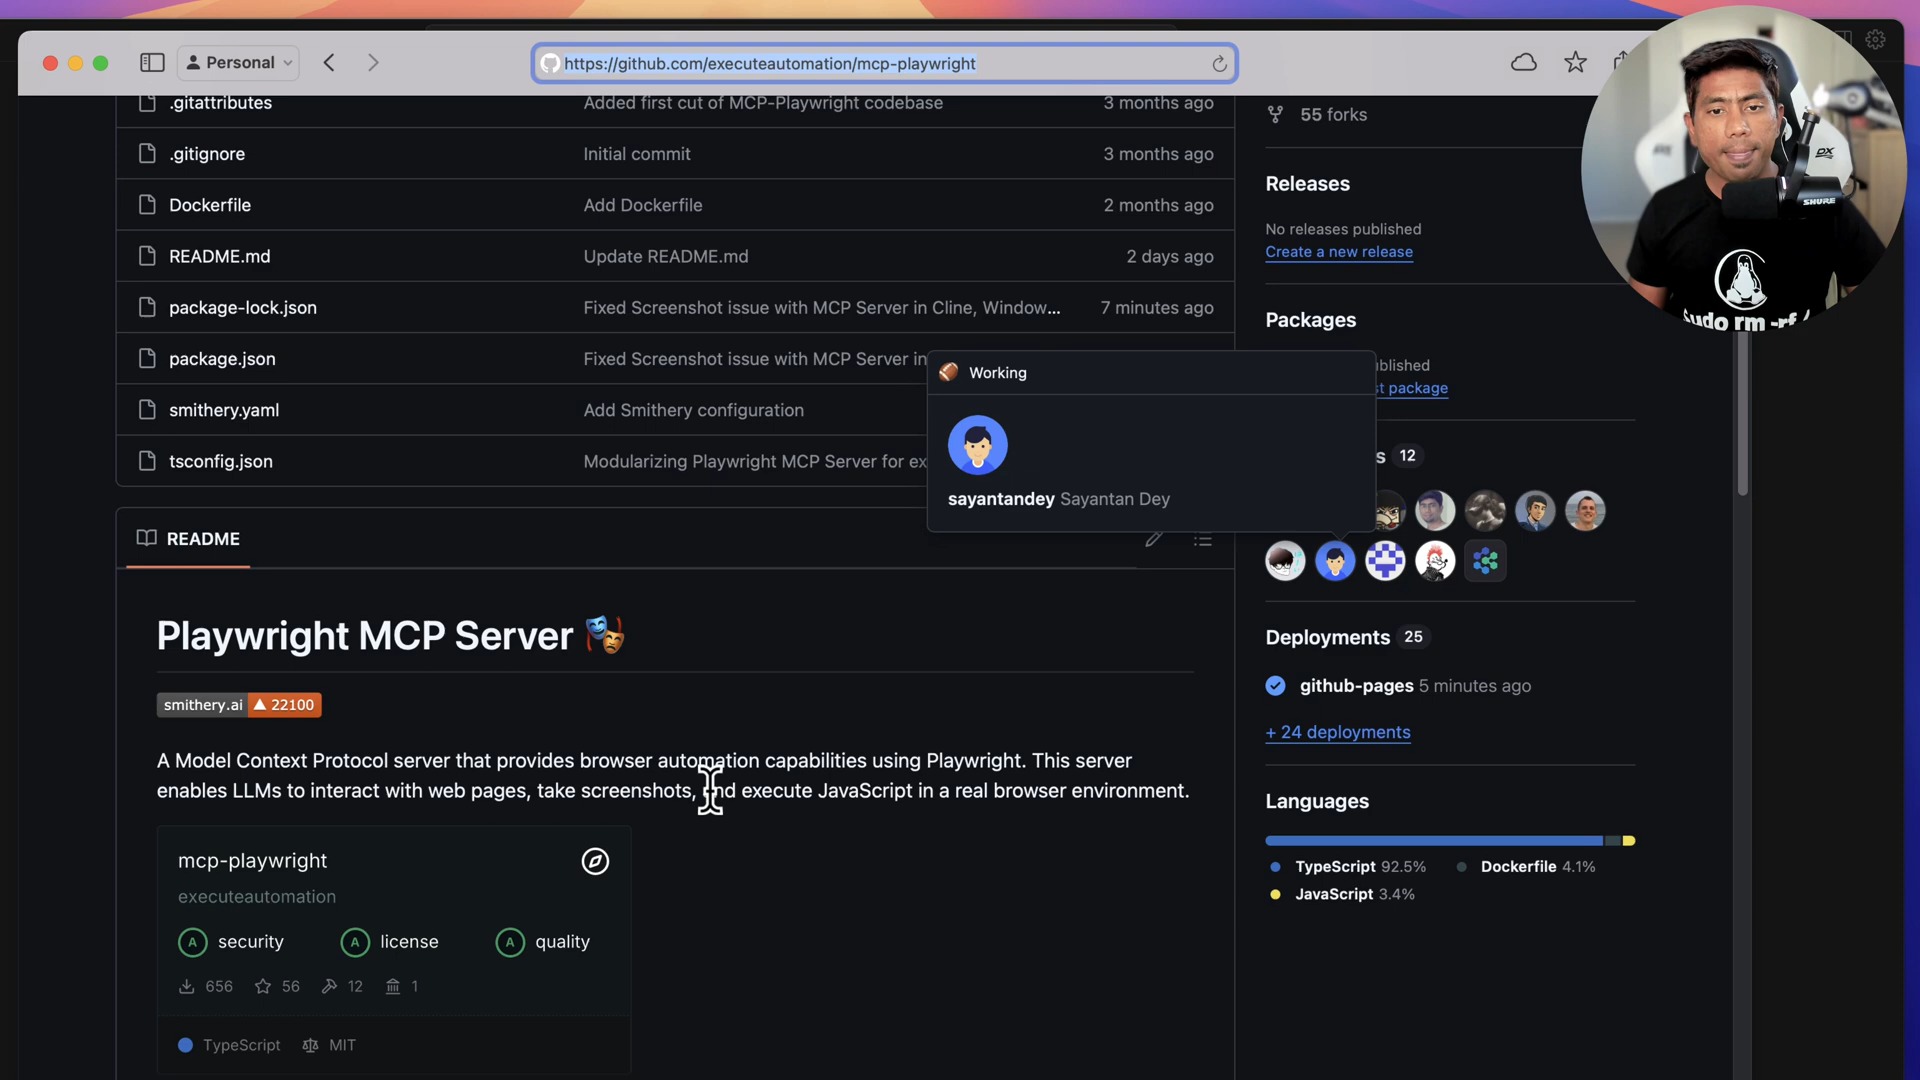 Personal
https://github.com/executeautomation/mcp-playwright
.gitattributes Added first cut of MCP-Playwright codebase 3 months ago
.gitignore Initial commit 3 months ago
Dockerfile Add Dockerfile 2 months ago
README.md Update README.md 2 days ago
package-lock.json Fixed Screenshot issue with MCP Server in Cline, Window... 7 minutes ago
package.json Fixed Screenshot issue with MCP Server in
smithery.yaml Add Smithery configuration
tsconfig.json Modularizing Playwright MCP Server for ex
Working
sayantandey Sayantan Dey
README
Playwright MCP Server
smithery.ai 22100
A Model Context Protocol server that provides browser automation capabilities using Playwright. This server
enables LLMs to interact with web pages, take screenshots, and execute JavaScript in a real browser environment.
mcp-playwright
executeautomation
A security A license A quality
656 56 12 1
TypeScript MIT
55 forks
Releases
No releases published
Create a new release
Packages
blished
st package
s 12
Deployments 25
github-pages 5 minutes ago
+ 24 deployments
Languages
TypeScript 92.5% Dockerfile 4.1%
JavaScript 3.4%
DX
SHURE
sudo rm -rf /